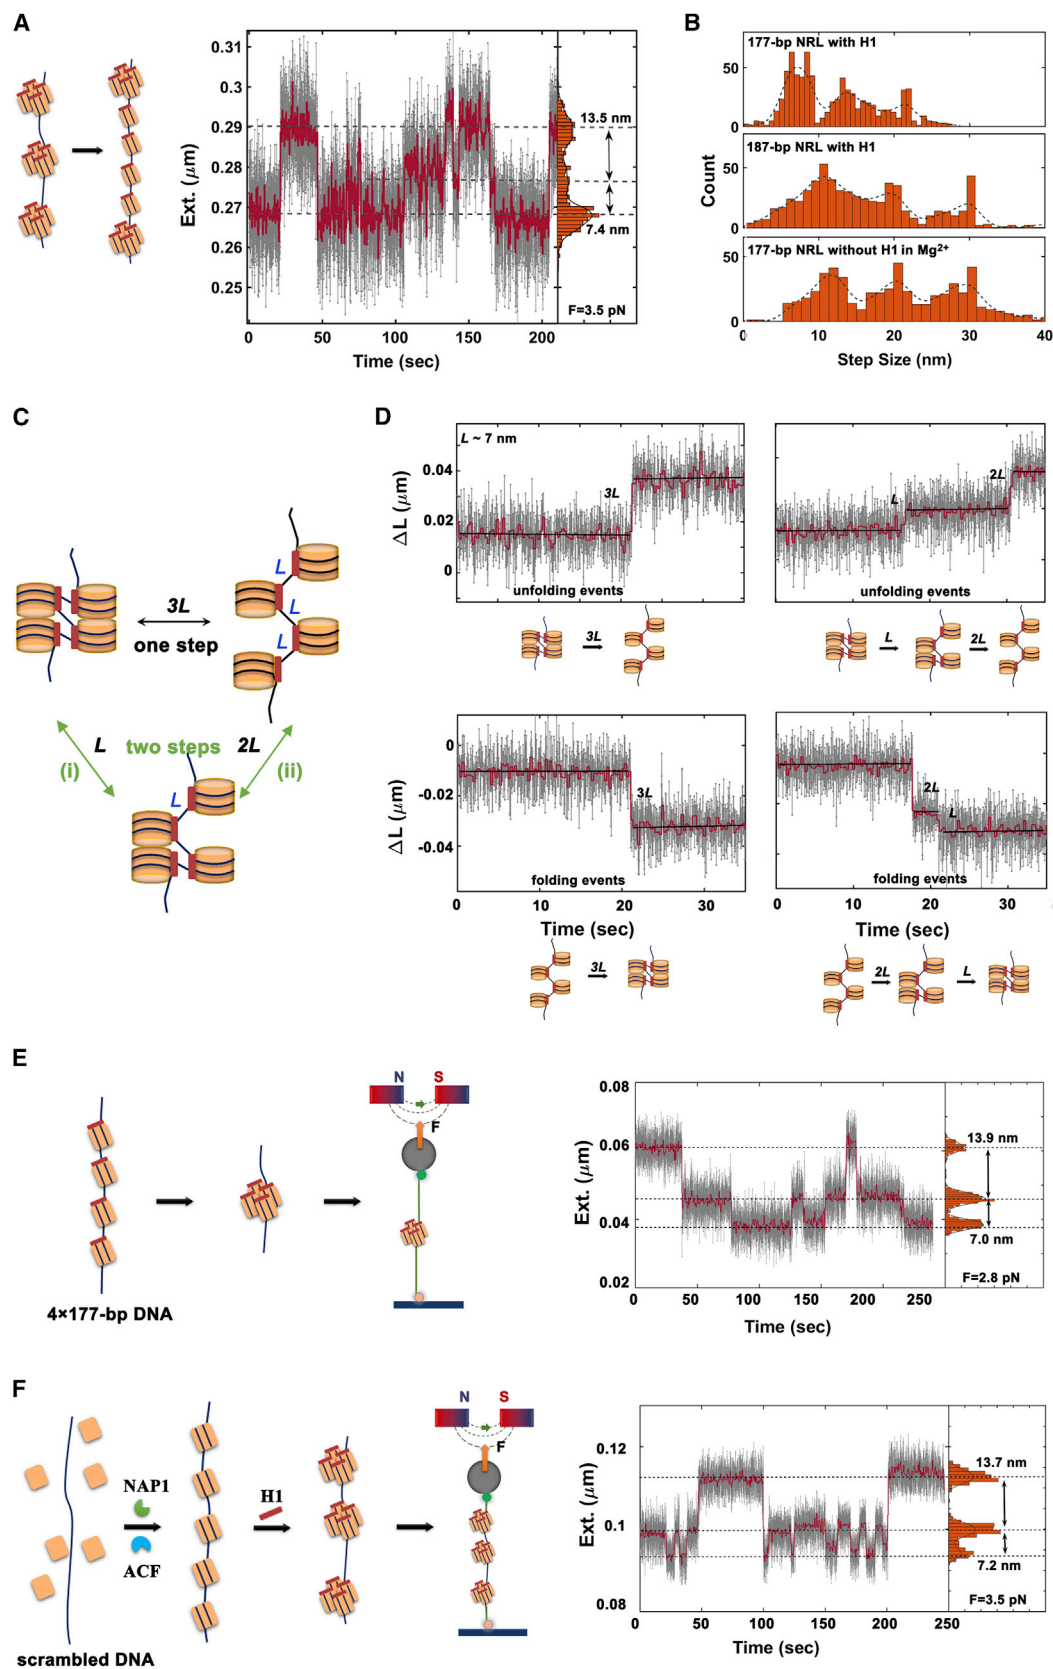 A
Ext. (μm)
0.31
0.3
0.29
0.28
0.27
0.26
0.25
13.5 nm
7.4 nm
F=3.5 pN
0 50 100 150 200
Time (sec)
B
177-bp NRL with H1
50
0
187-bp NRL with H1
50
0
177-bp NRL without H1 in Mg2+
50
0
Count
0 10 20 30 40
Step Size (nm)
C
3L
one step
L
L
L
L two steps 2L
(i) (ii)
L
D
L ~ 7 nm
ΔL (μm)
0.04
0.02
0
3L
unfolding events
L
2L
unfolding events
3L
L 2L
ΔL (μm)
0
-0.02
-0.04
3L
folding events
2L
L
folding events
0 10 20 30
Time (sec)
0 10 20 30
Time (sec)
3L
2L L
E
4×177-bp DNA
N S
F
Ext. (μm)
0.08
0.06
0.04
0.02
13.9 nm
7.0 nm
F=2.8 pN
0 50 100 150 200 250
Time (sec)
F
scrambled DNA
NAP1
ACF
H1
N S
F
Ext. (μm)
0.12
0.1
0.08
13.7 nm
7.2 nm
F=3.5 pN
0 50 100 150 200 250
Time (sec)